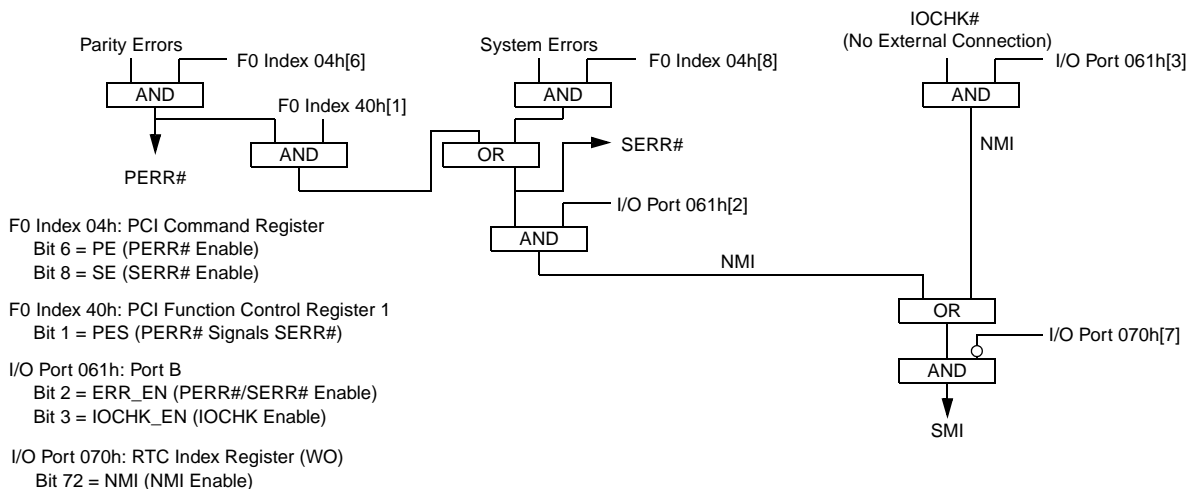 IOCHK#
(No External Connection)
Parity Errors
System Errors
F0 Index 04h[6]
F0 Index 04h[8]
I/O Port 061h[3]
AND
AND
AND
F0 Index 40h[1]
AND
OR
SERR#
NMI
PERR#
I/O Port 061h[2]
AND
NMI
F0 Index 04h: PCI Command Register
Bit 6 = PE (PERR# Enable)
Bit 8 = SE (SERR# Enable)
F0 Index 40h: PCI Function Control Register 1
Bit 1 = PES (PERR# Signals SERR#)
OR
I/O Port 070h[7]
AND
SMI
I/O Port 061h: Port B
Bit 2 = ERR_EN (PERR#/SERR# Enable)
Bit 3 = IOCHK_EN (IOCHK Enable)
I/O Port 070h: RTC Index Register (WO)
Bit 72 = NMI (NMI Enable)